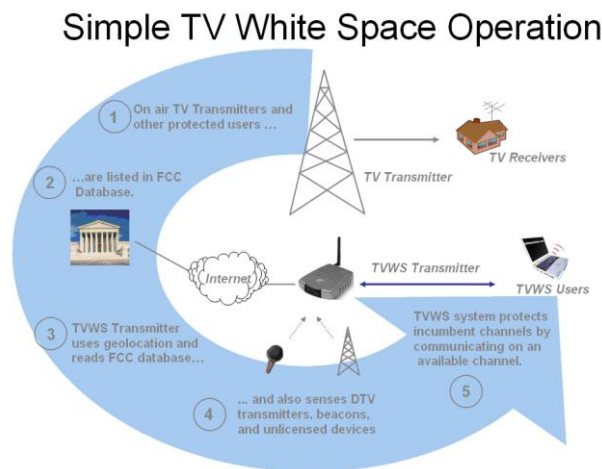 Simple TV White Space Operation
1
On air TV Transmitters and
other protected users ...
TV Transmitter
TV Receivers
2
...are listed in FCC
Database.
Internet
TVWS Transmitter
TVWS Users
3
TVWS Transmitter
uses geolocation and
reads FCC database...
4
... and also senses DTV
transmitters, beacons,
and unlicensed devices
TVWS system protects
incumbent channels by
communicating on an
available channel.
5